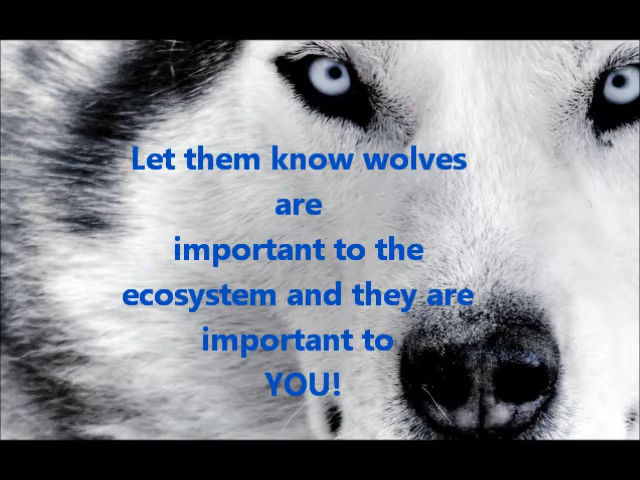 Let them know wolves
are
important to the
ecosystem and they are
important to
YOU!